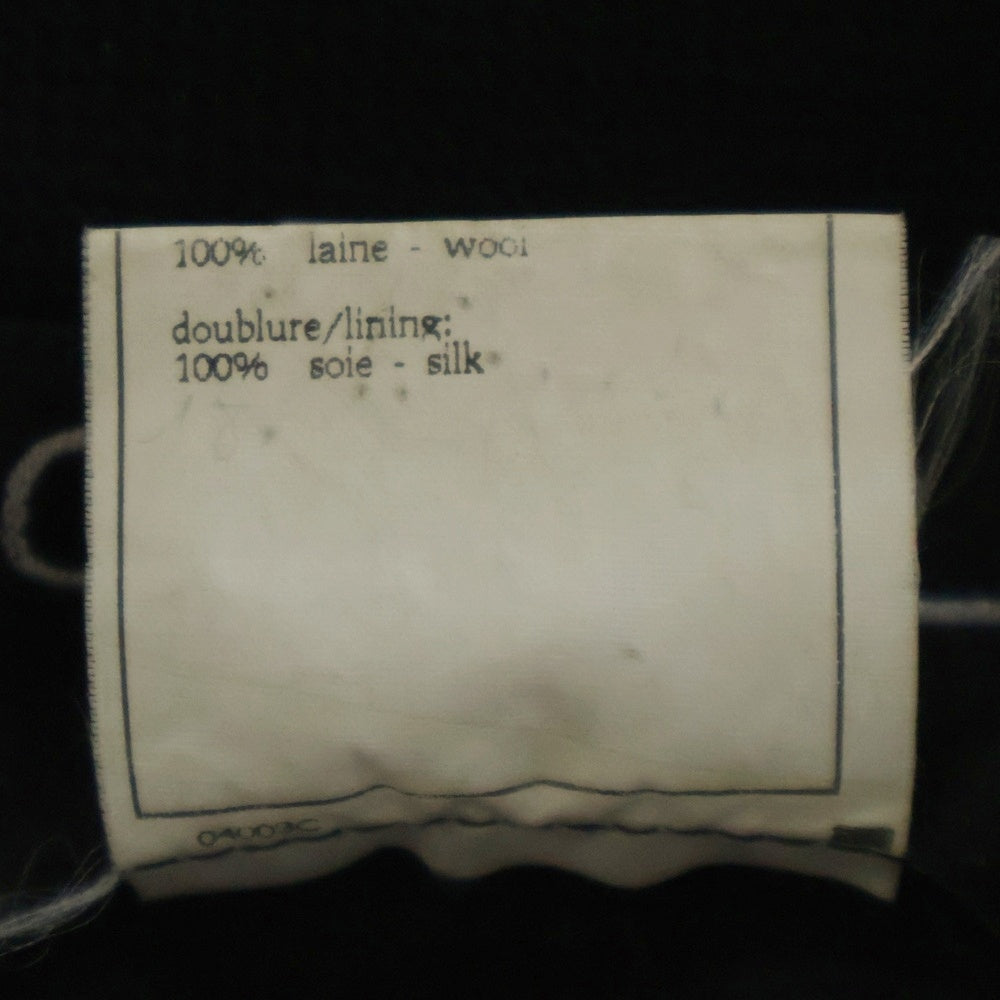 100% laine - wool
doublure/lining:
100% soie - silk